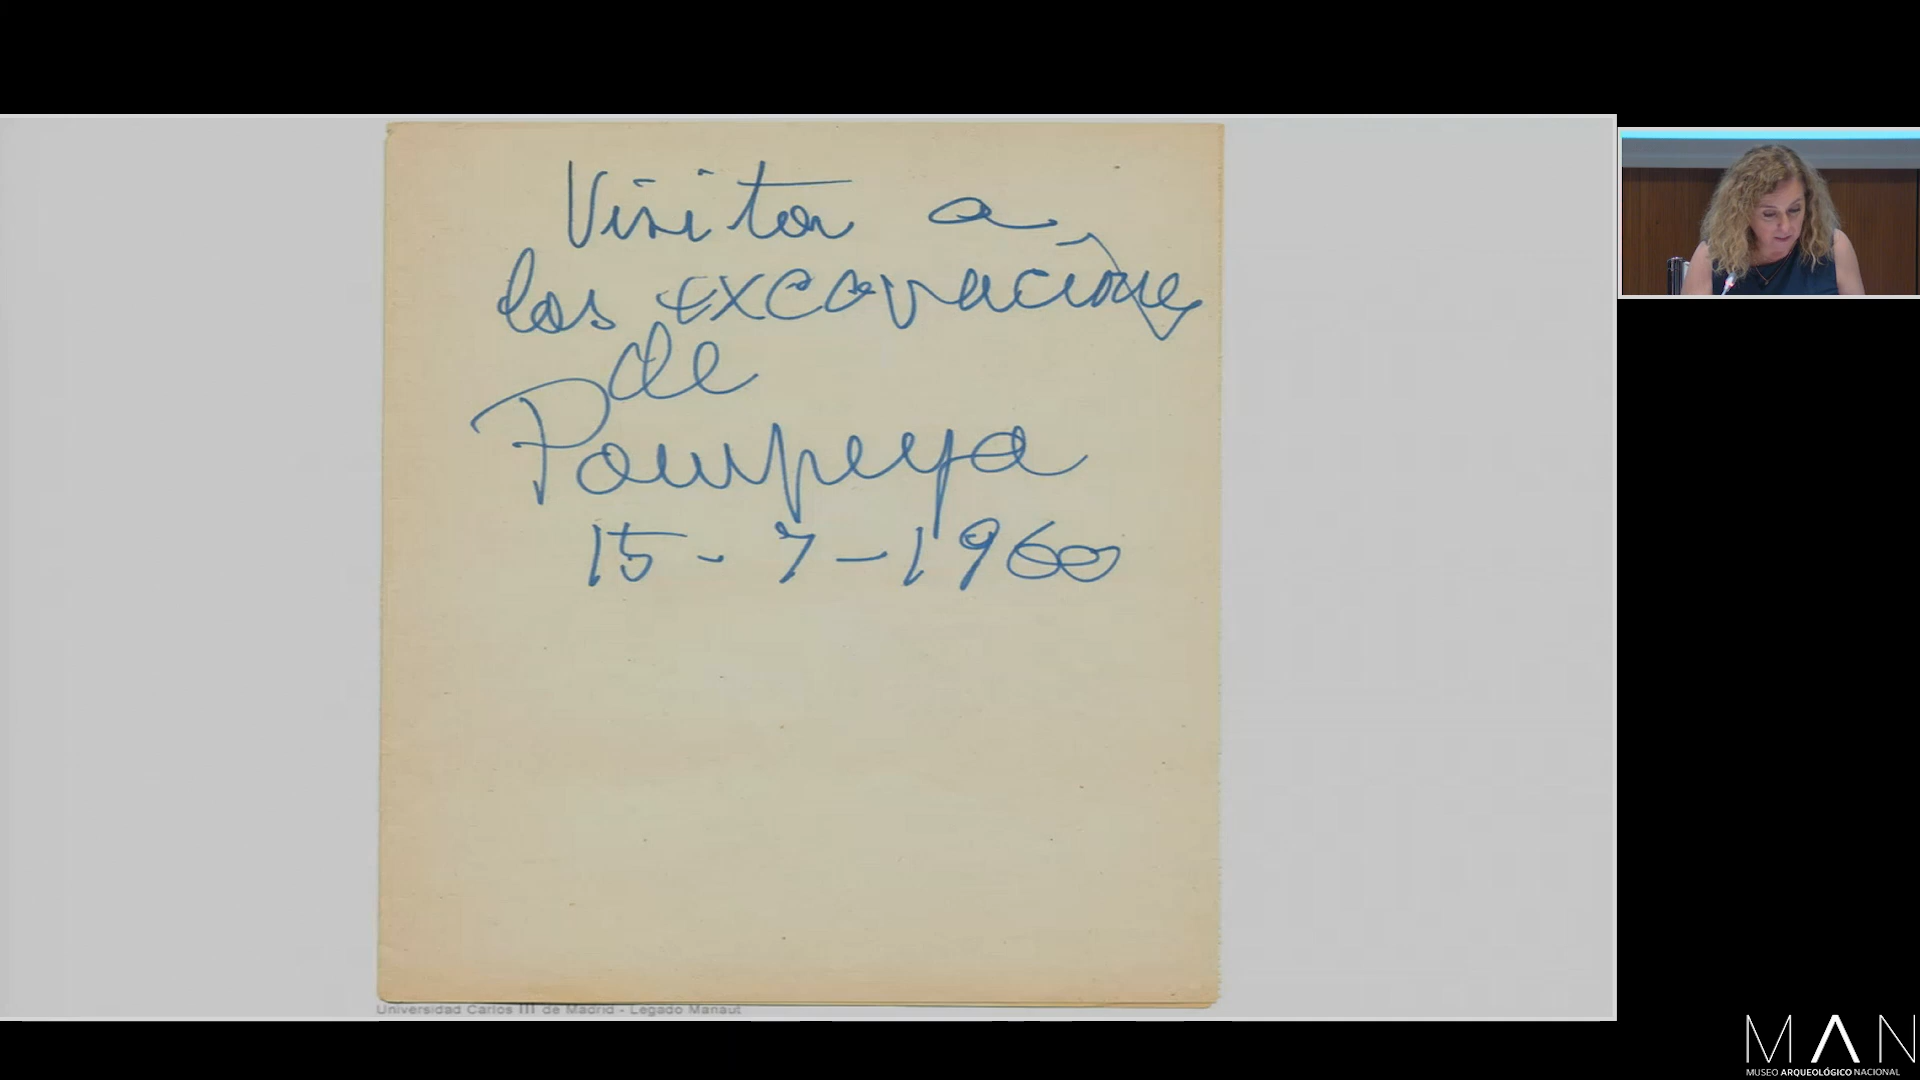 Visita a
las excavaciones
de
Pompeya
15-7-1960
Universidad Carlos III de Madrid - Legado Manaut
MAN
MUSEO ARQUEOLÓGICO NACIONAL